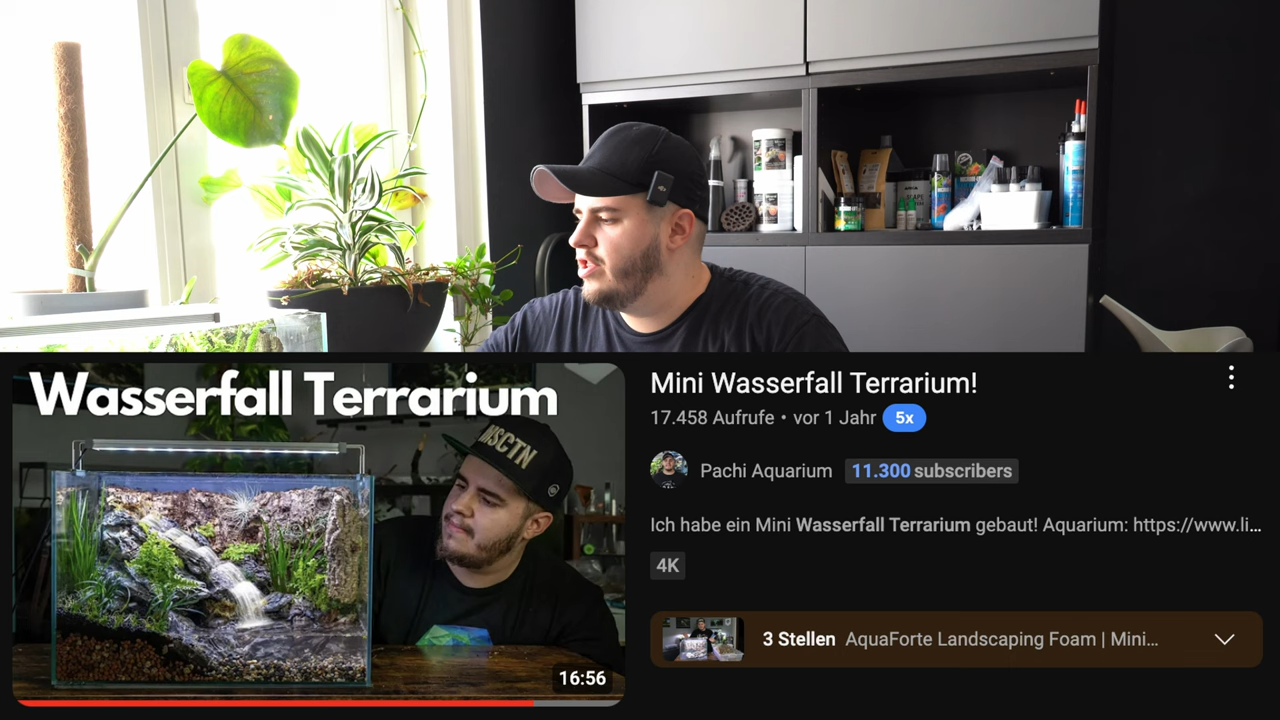 Wasserfall Terrarium
MSCTN
16:56
Mini Wasserfall Terrarium!
17.458 Aufrufe • vor 1 Jahr 5x
Pachi Aquarium 11.300 subscribers
Ich habe ein Mini Wasserfall Terrarium gebaut! Aquarium: https://www.li...
4K
3 Stellen AquaForte Landscaping Foam | Mini...